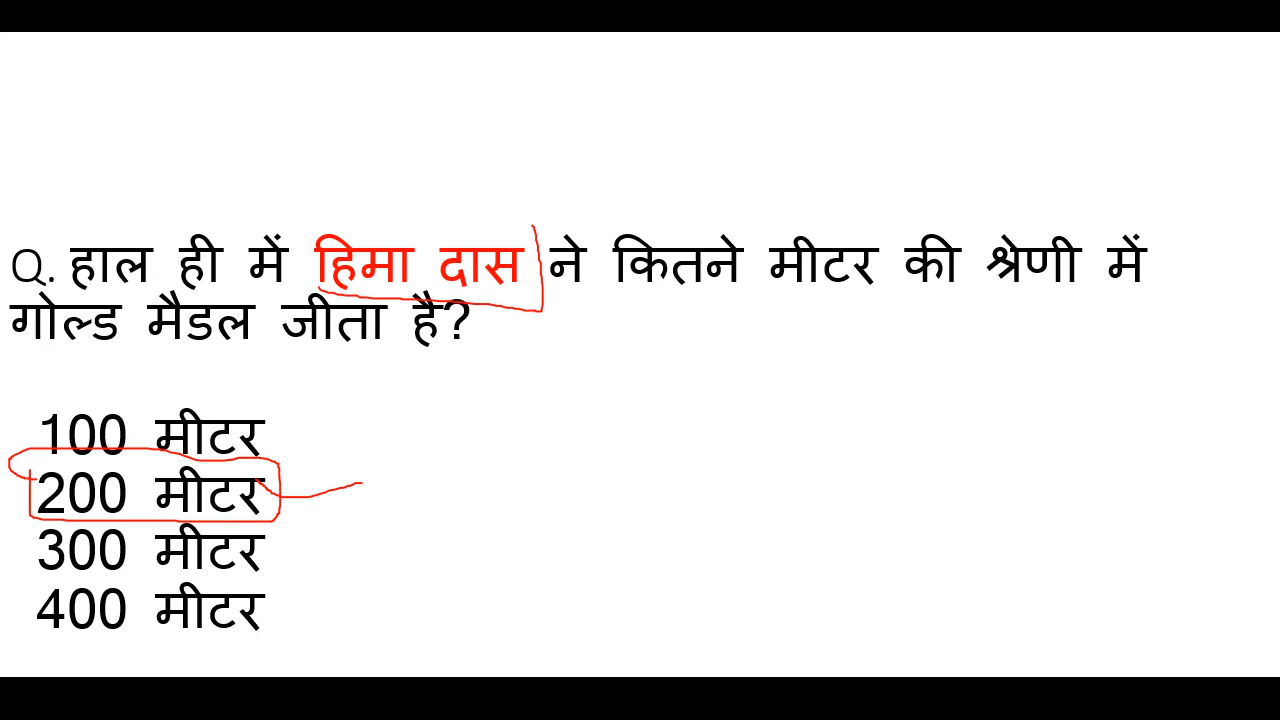 Q. हाल ही में हिमा दास ने कितने मीटर की श्रेणी में
गोल्ड मैडल जीता है?
100 मीटर
200 मीटर
300 मीटर
400 मीटर